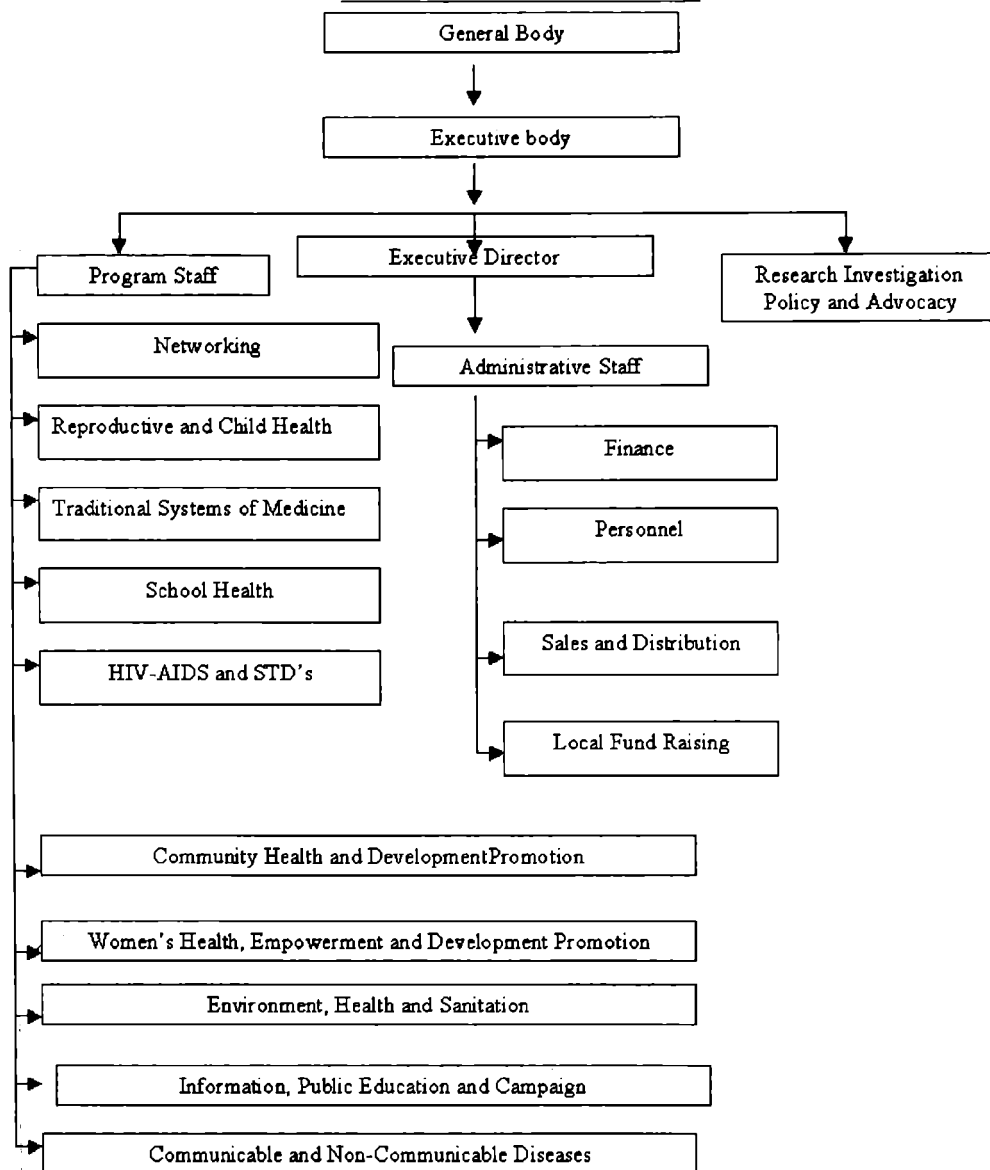 General Body
Executive body
Program Staff
Executive Director
Research Investigation
Policy and Advocacy
Networking
Administrative Staff
Reproductive and Child Health
Finance
Traditional Systems of Medicine
Personnel
School Health
Sales and Distribution
HIV-AIDS and STD's
Local Fund Raising
Community Health and DevelopmentPromotion
Women's Health, Empowerment and Development Promotion
Environment, Health and Sanitation
Information, Public Education and Campaign
Communicable and Non-Communicable Diseases